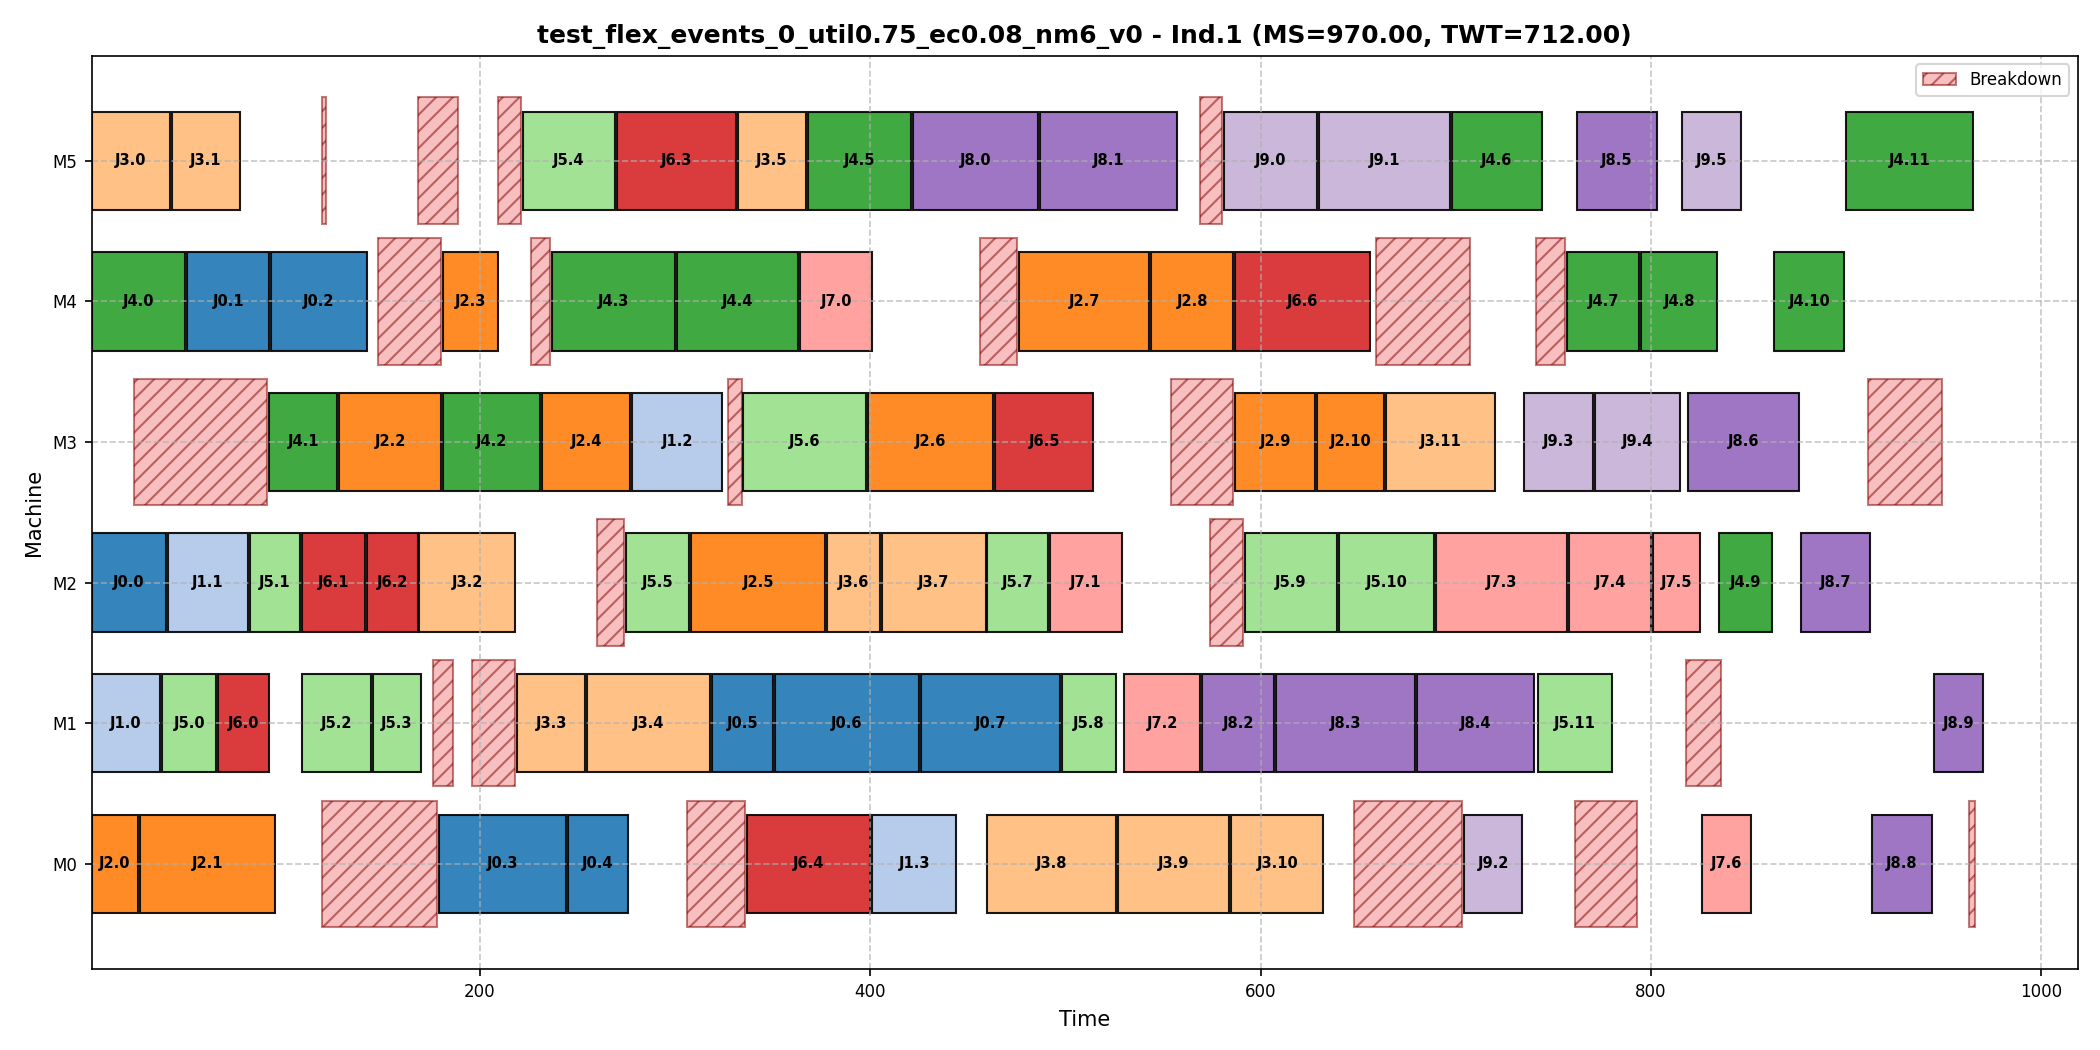 test_flex_events_0_util0.75_ec0.08_nm6_v0 - Ind.1 (MS=970.00, TWT=712.00)
Breakdown
M5 J3.0 J3.1 J5.4 J6.3 J3.5 J4.5 J8.0 J8.1 J9.0 J9.1 J4.6 J8.5 J9.5 J4.11
M4 J4.0 J0.1 J0.2 J2.3 J4.3 J4.4 J7.0 J2.7 J2.8 J6.6 J4.7 J4.8 J4.10
M3 J4.1 J2.2 J4.2 J2.4 J1.2 J5.6 J2.6 J6.5 J2.9 J2.10 J3.11 J9.3 J9.4 J8.6
M2 J0.0 J1.1 J5.1 J6.1 J6.2 J3.2 J5.5 J2.5 J3.6 J3.7 J5.7 J7.1 J5.9 J5.10 J7.3 J7.4 J7.5 J4.9 J8.7
M1 J1.0 J5.0 J6.0 J5.2 J5.3 J3.3 J3.4 J0.5 J0.6 J0.7 J5.8 J7.2 J8.2 J8.3 J8.4 J5.11 J8.9
M0 J2.0 J2.1 J0.3 J0.4 J6.4 J1.3 J3.8 J3.9 J3.10 J9.2 J7.6 J8.8
200 400 600 800 1000
Time
Machine